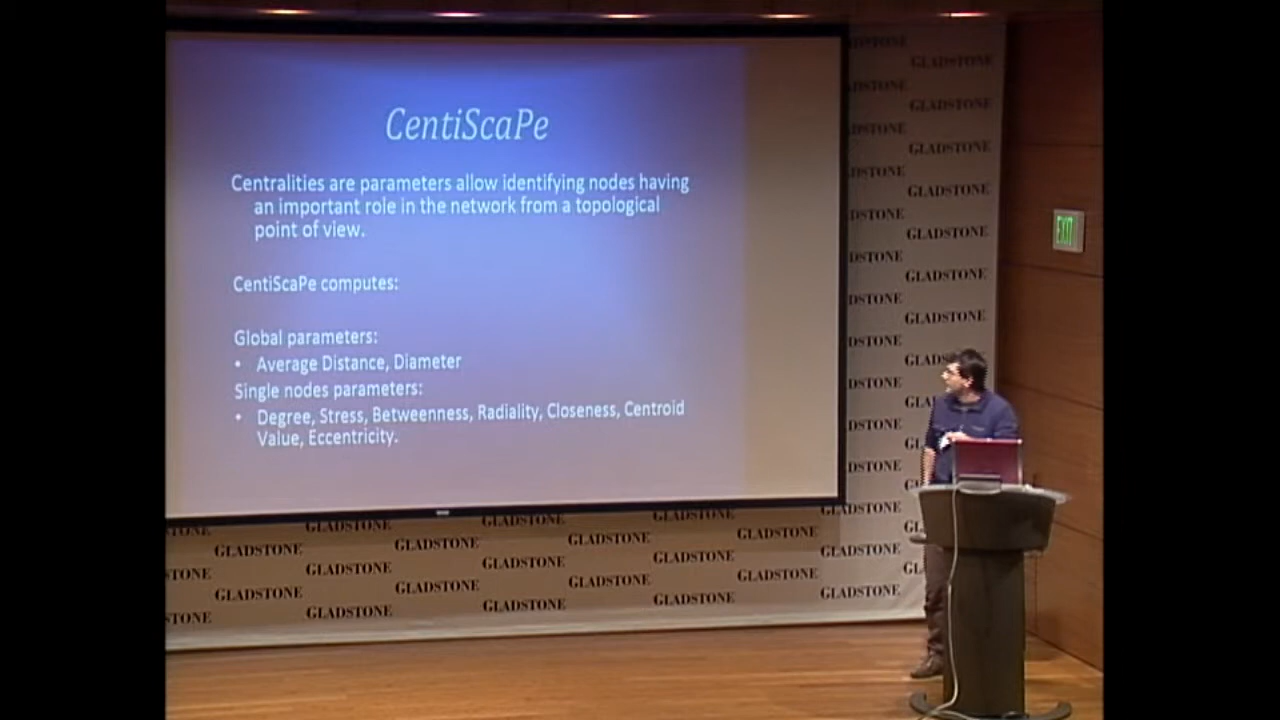 CentiScaPe
Centralities are parameters allow identifying nodes having
an important role in the network from a topological
point of view.
CentiScaPe computes:
Global parameters:
• Average Distance, Diameter
Single nodes parameters:
• Degree, Stress, Betweenness, Radiality, Closeness, Centroid
Value, Eccentricity.
EXIT
GLADSTONE
GLADSTONE
GLADSTONE
GLADSTONE
GLADSTONE
GLADSTONE
GLADSTONE
GLADSTONE
GLADSTONE GLADSTONE GLADSTONE GLADSTONE
GLADSTONE GLADSTONE GLADSTONE GLADSTONE
GLADSTONE GLADSTONE GLADSTONE GLADSTONE
GLADSTONE GLADSTONE GLADSTONE GLADSTONE
GLADSTONE GLADSTONE GLADSTONE GLADSTONE